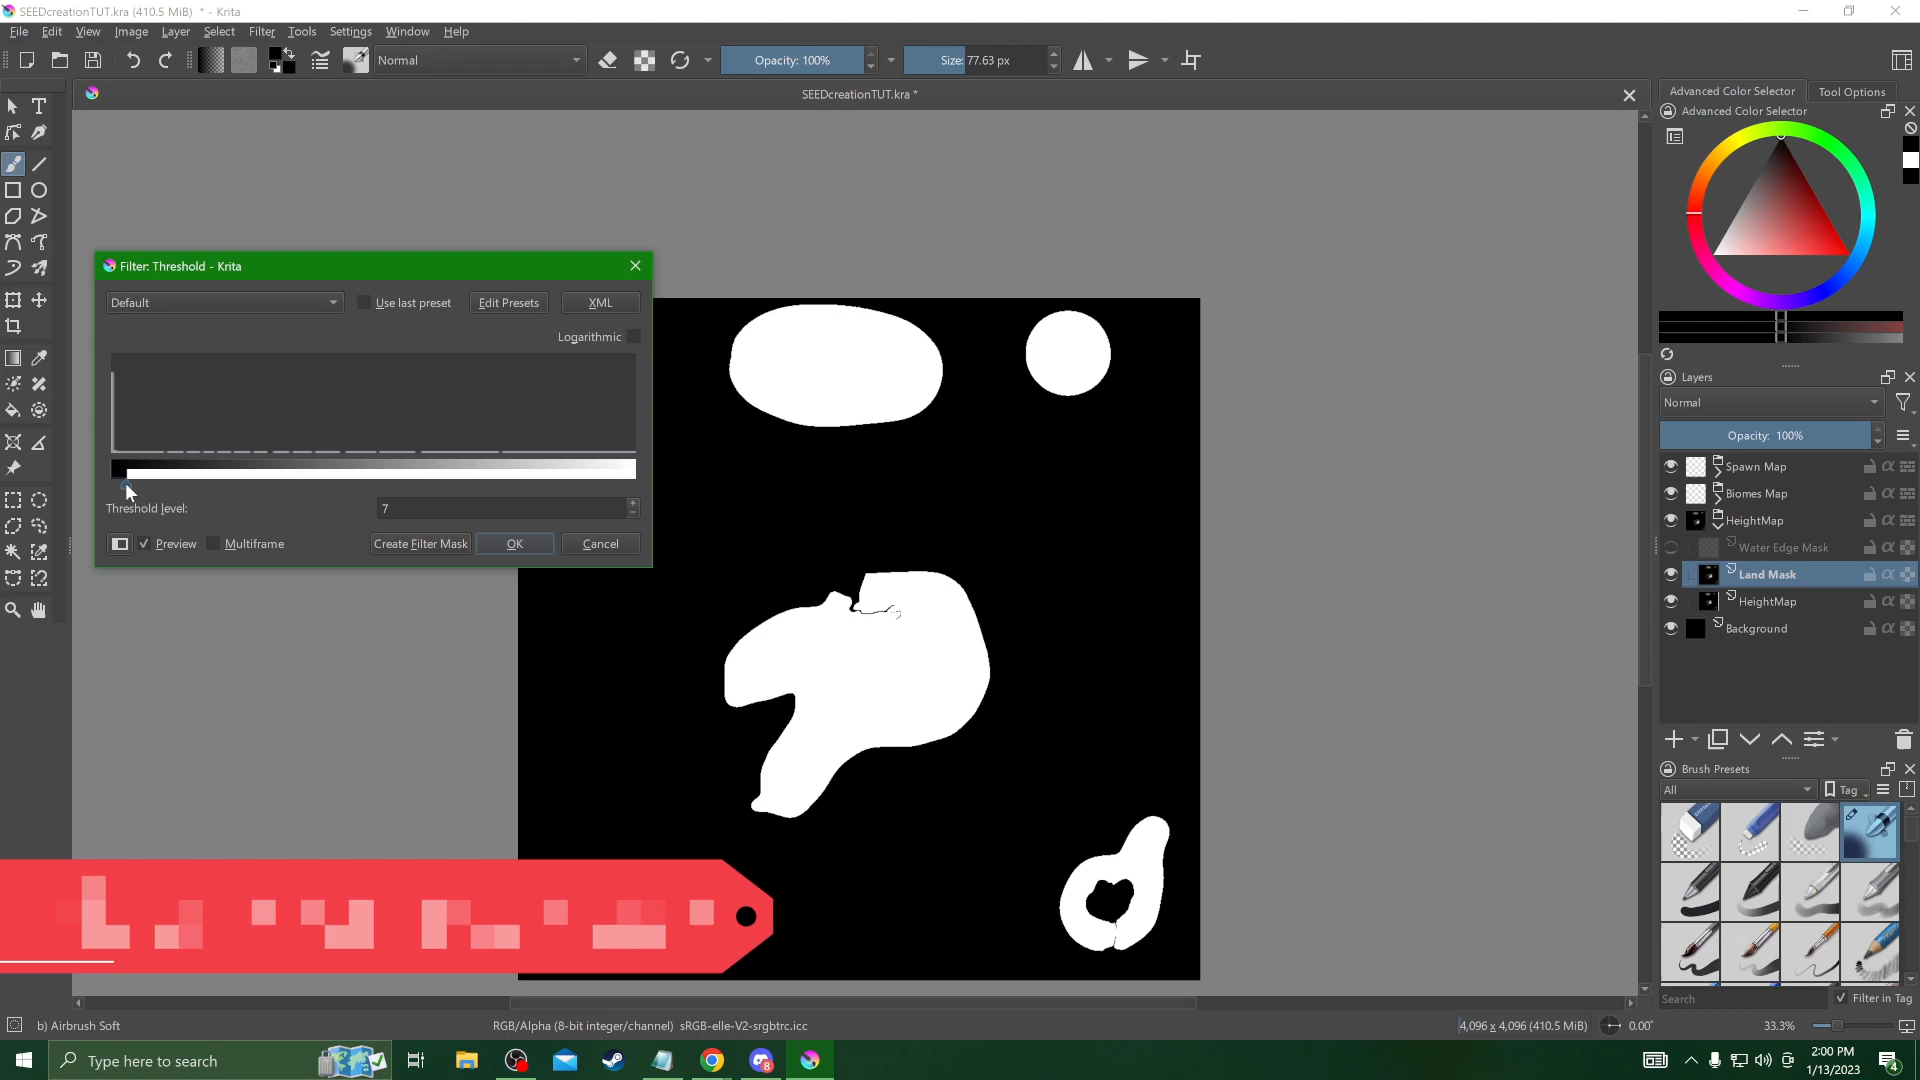 SEEDcreationTUT.kra (410.5 MiB) * - Krita
File Edit View Image Layer Select Filter Tools Settings Window Help
Normal Opacity: 100% Size: 77.63 px
SEEDcreationTUT.kra *
Advanced Color Selector Tool Options
Advanced Color Selector
Filter: Threshold - Krita
Default Use last preset Edit Presets XML
Logarithmic
Threshold level: 7
Preview Multiframe Create Filter Mask OK Cancel
Layers
Normal
Opacity: 100%
Spawn Map
Biomes Map
HeightMap
Water Edge Mask
Land Mask
HeightMap
Background
Brush Presets
All Tag
Search Filter in Tag
b) Airbrush Soft RGB/Alpha (8-bit integer/channel) sRGB-elle-V2-srgbtrc.icc 4,096 x 4,096 (410.5 MiB) 0.00° 33.3%
Type here to search
8
2:00 PM
1/13/2023
4